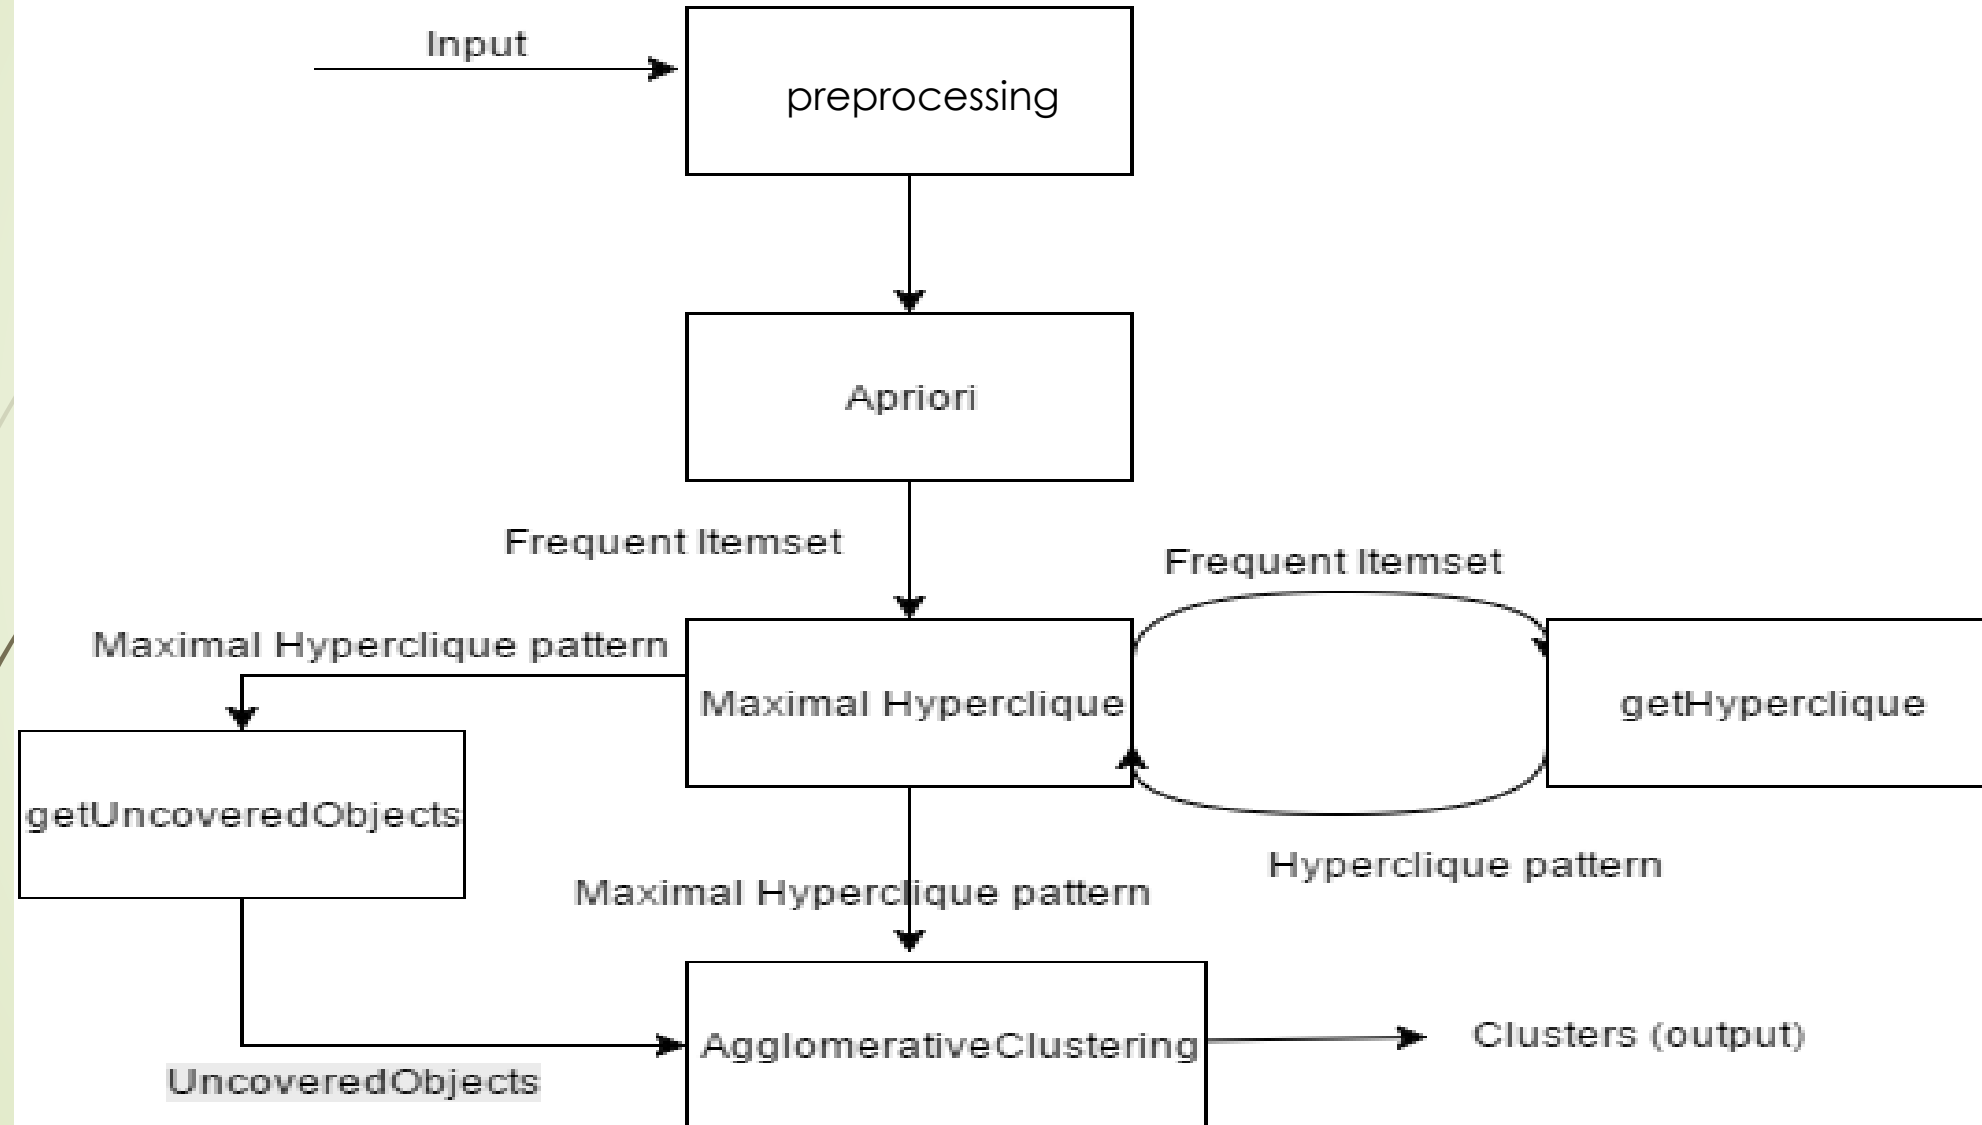 Input
preprocessing
Apriori
Frequent Itemset
Frequent Itemset
Maximal Hyperclique pattern
Maximal Hyperclique
getHyperclique
getUncoveredObjects
Hyperclique pattern
Maximal Hyperclique pattern
AgglomerativeClustering
Clusters (output)
UncoveredObjects